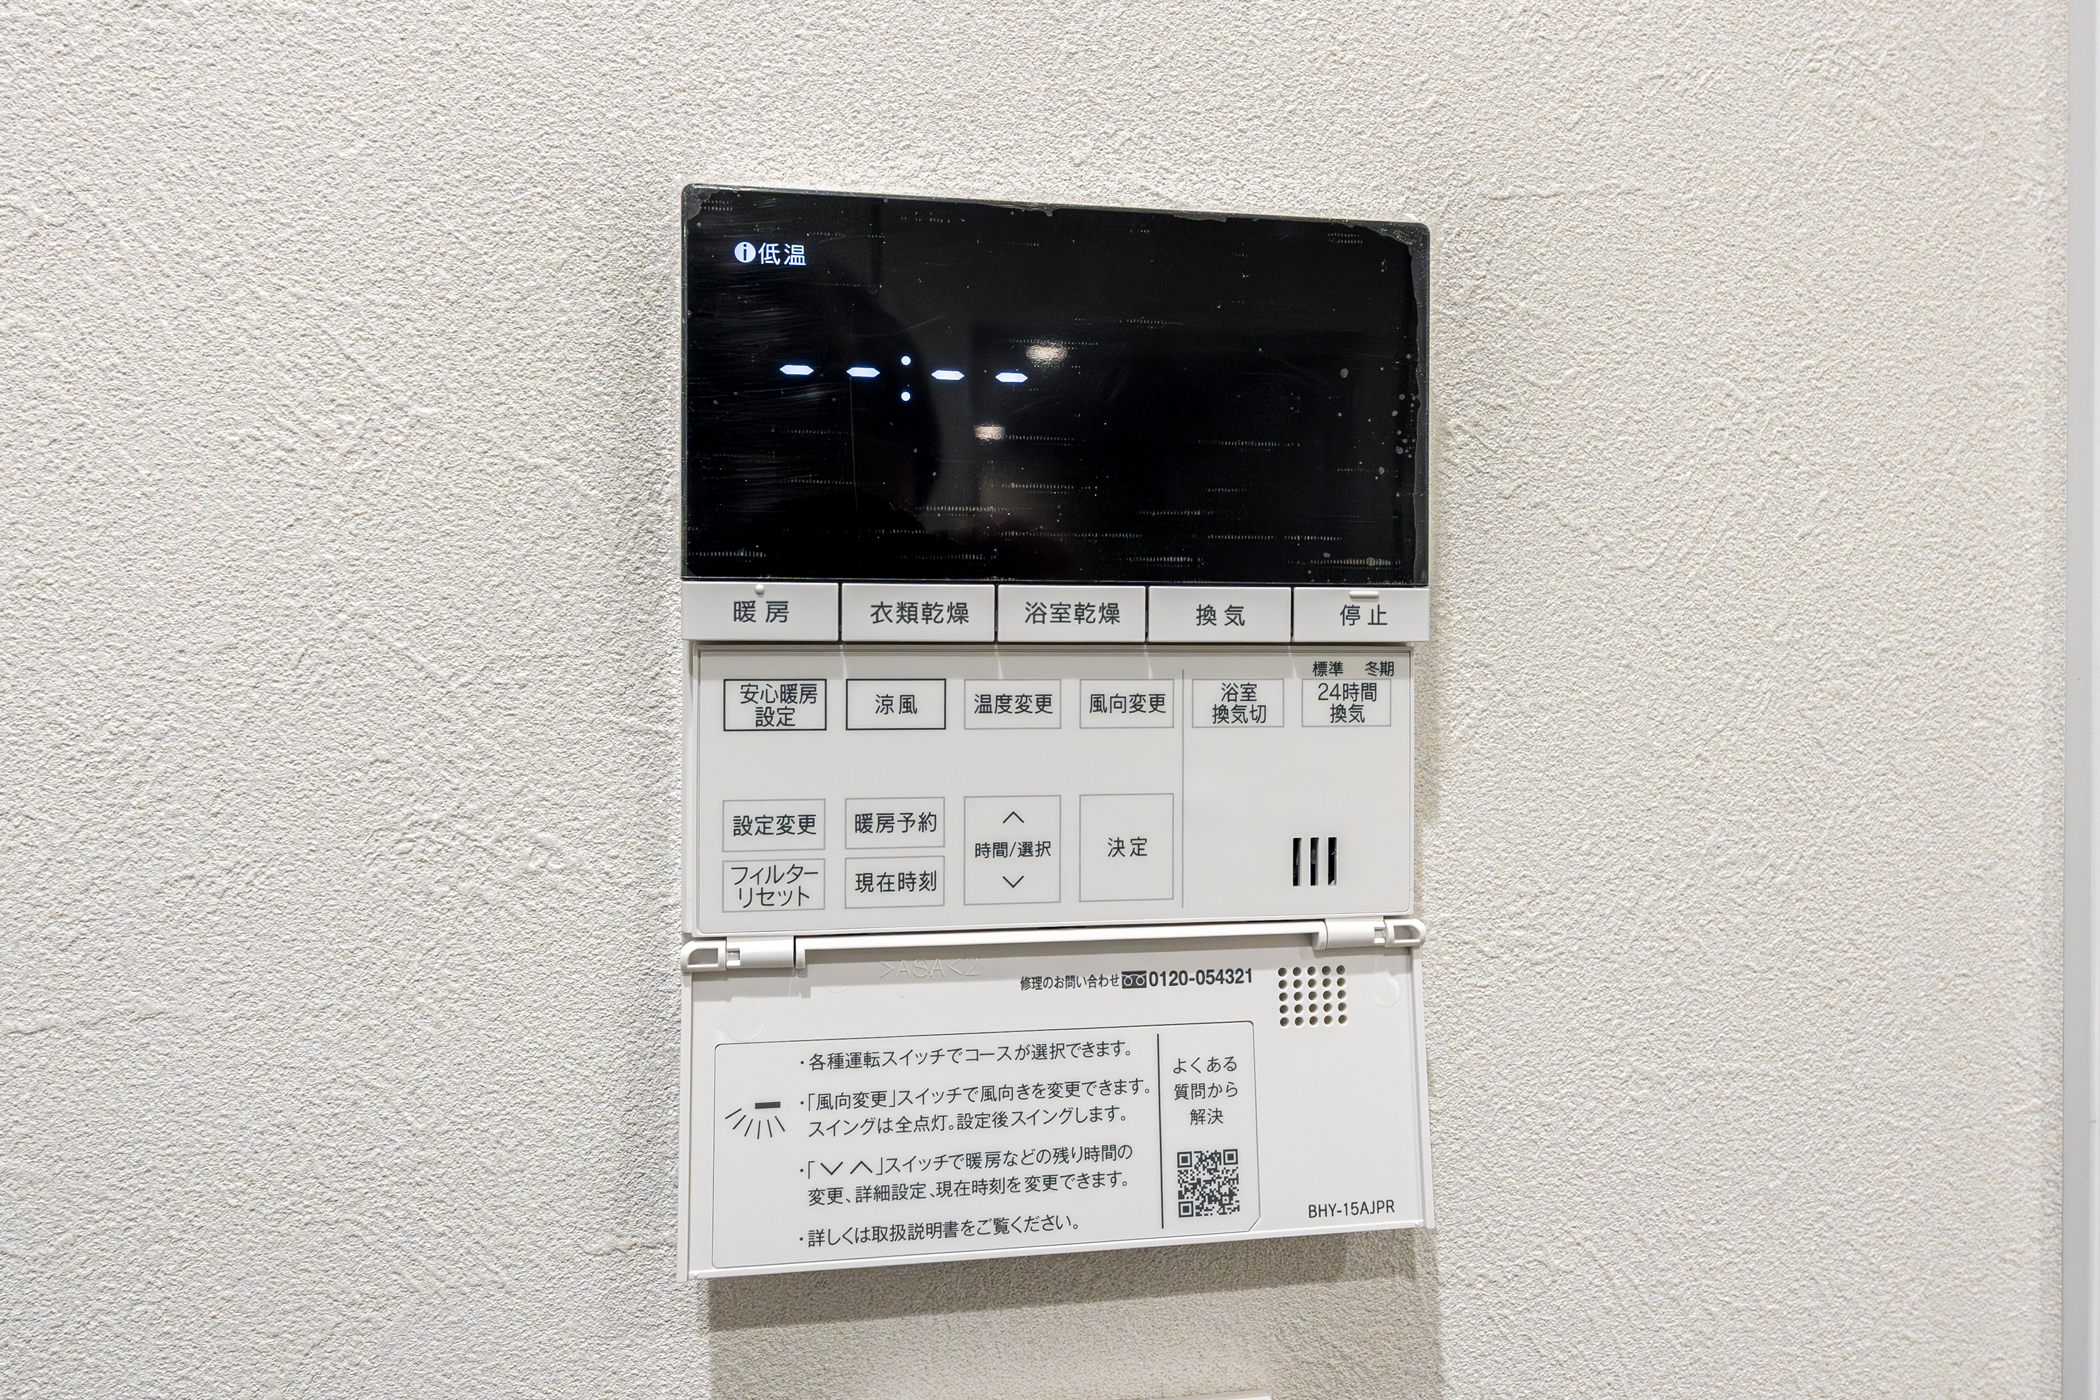 i低温
--:--
暖房 衣類乾燥 浴室乾燥 換気 停止
標準 冬期
安心暖房
設定
涼風
温度変更
風向変更
浴室
換気切
24時間
換気
設定変更
暖房予約
時間/選択
決定
フィルター
リセット
現在時刻
>ASA<2
修理のお問い合わせ 0120-054321
・各種運転スイッチでコースが選択できます。
・「風向変更」スイッチで風向きを変更できます。
スイングは全点灯。設定後スイングします。
・「∨ ∧」スイッチで暖房などの残り時間の
変更、詳細設定、現在時刻を変更できます。
・詳しくは取扱説明書をご覧ください。
よくある
質問から
解決
BHY-15AJPR